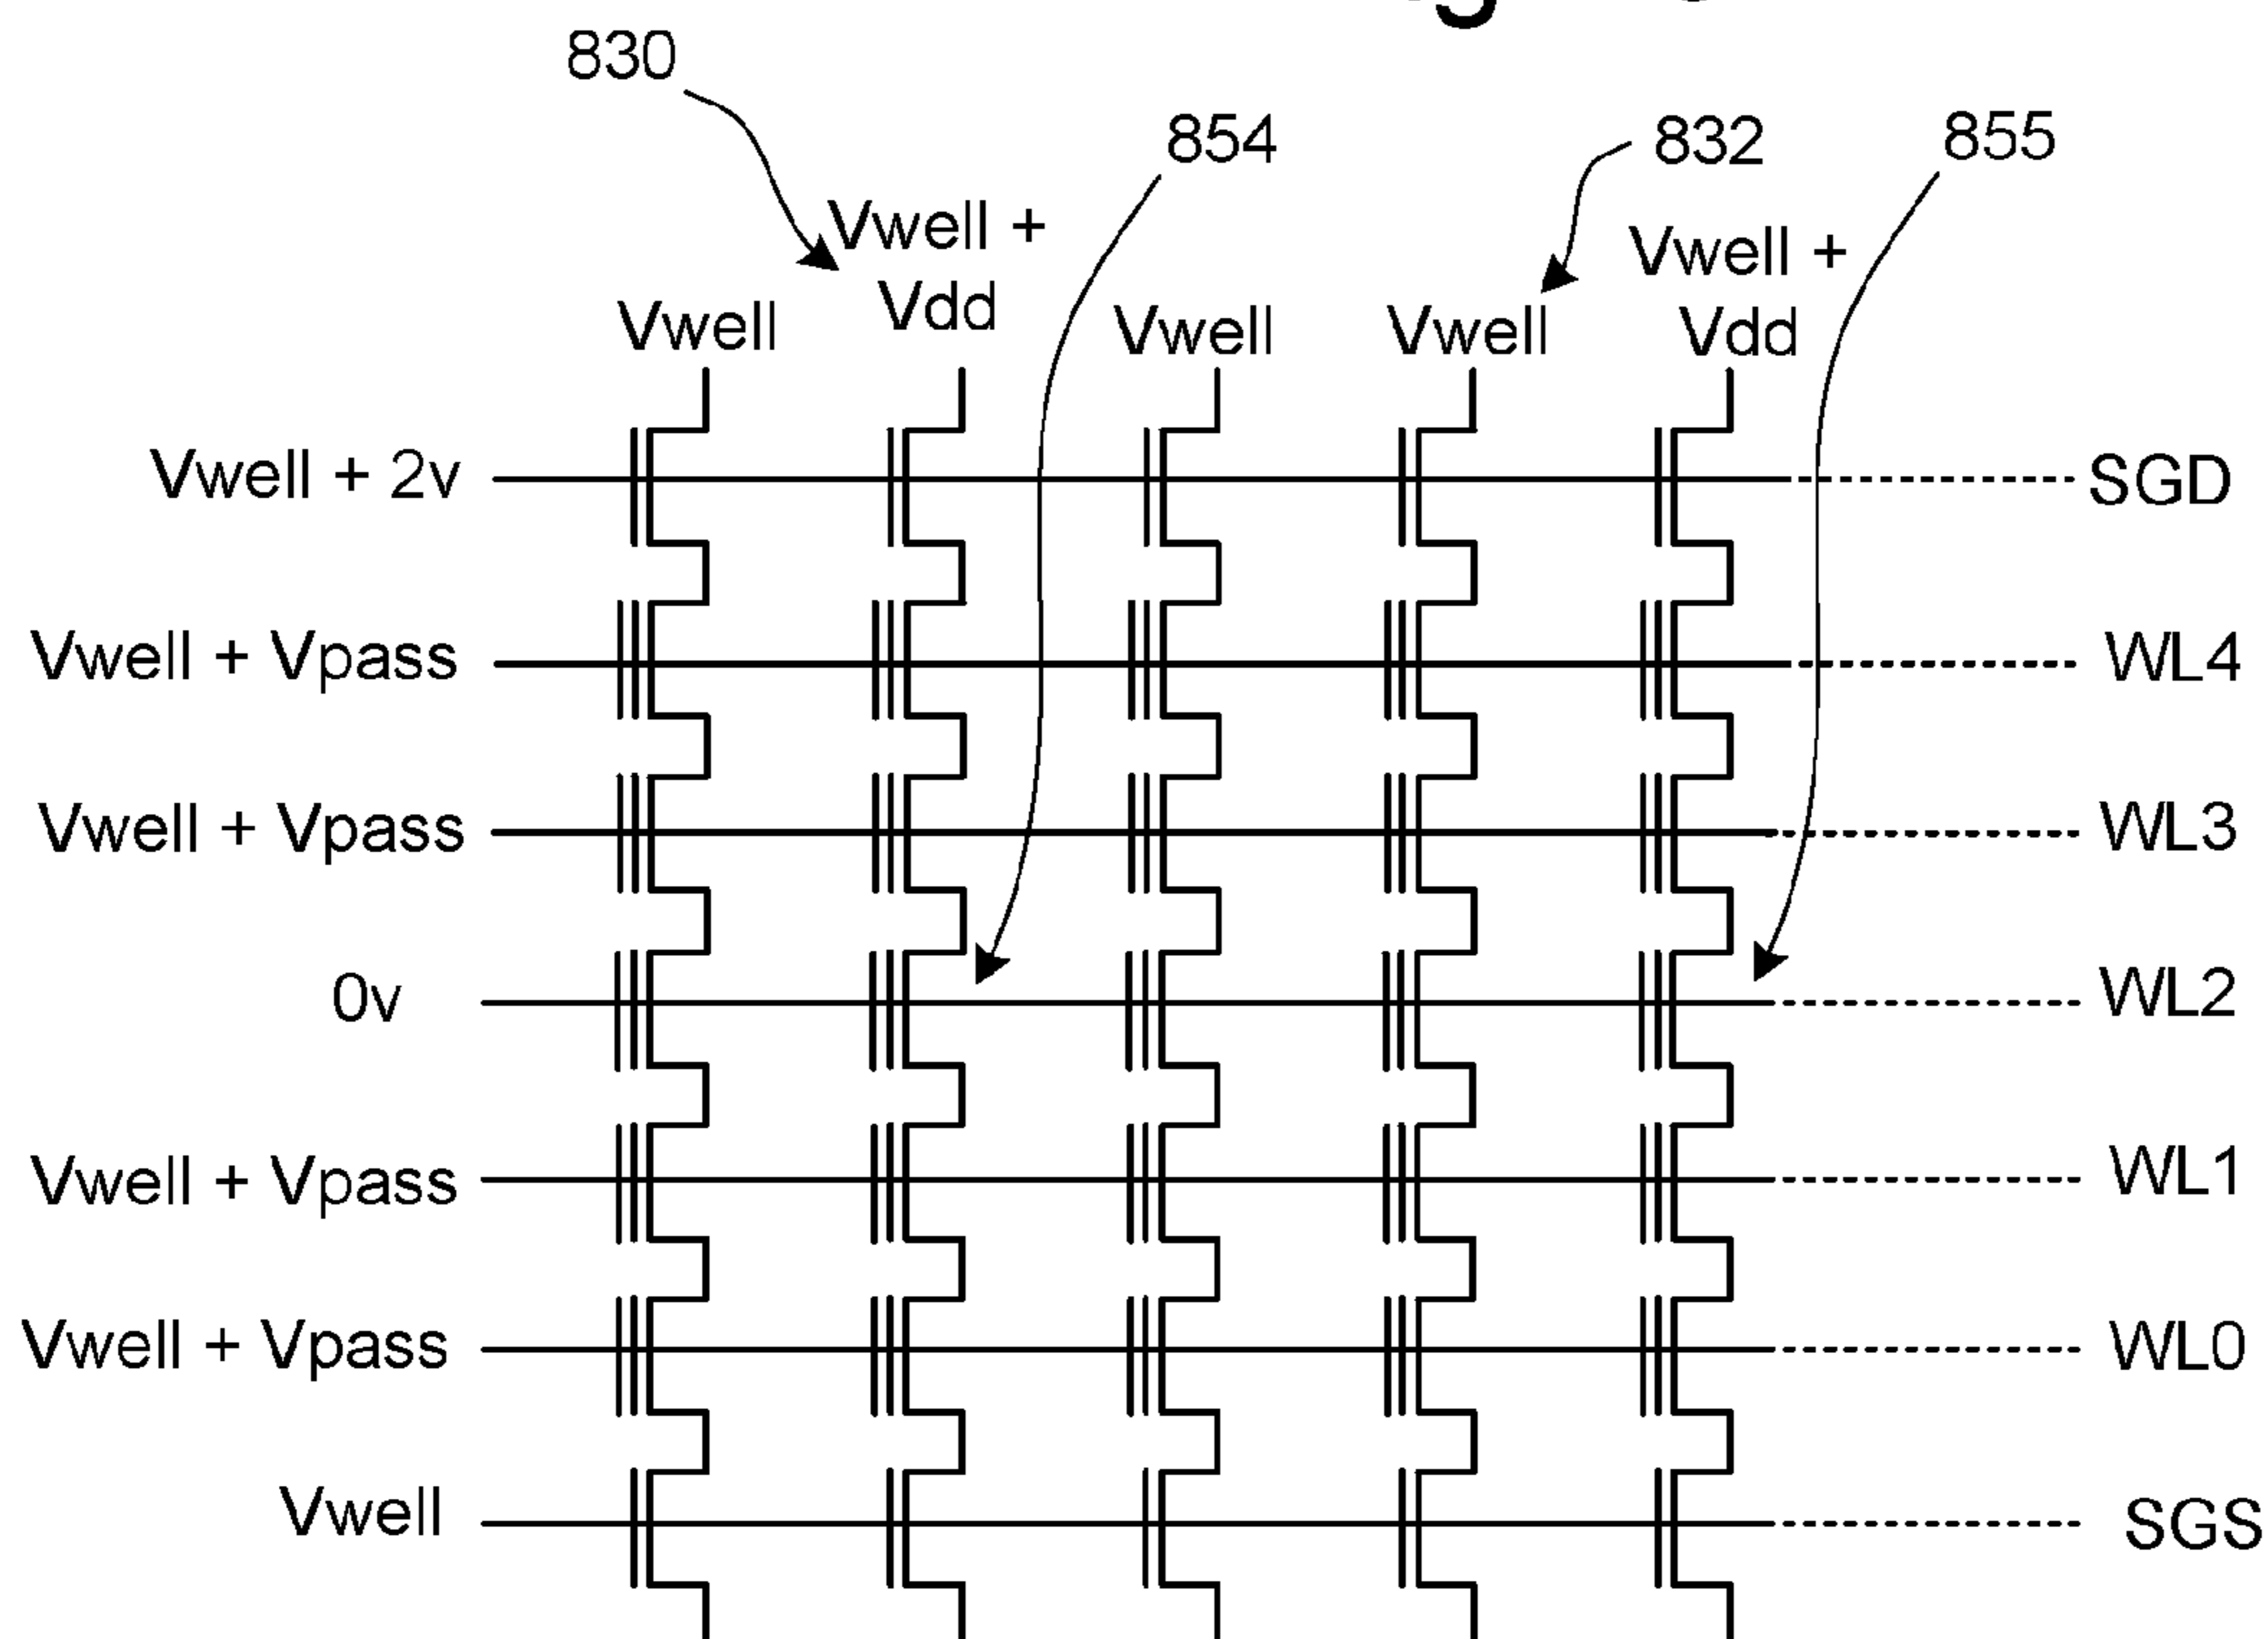 830
854
832
855
Vwell +
Vdd
Vwell +
Vdd
Vwell
Vwell
Vwell
Vwell + 2v
SGD
Vwell + Vpass
WL4
Vwell + Vpass
WL3
0v
WL2
Vwell + Vpass
WL1
Vwell + Vpass
WL0
Vwell
SGS